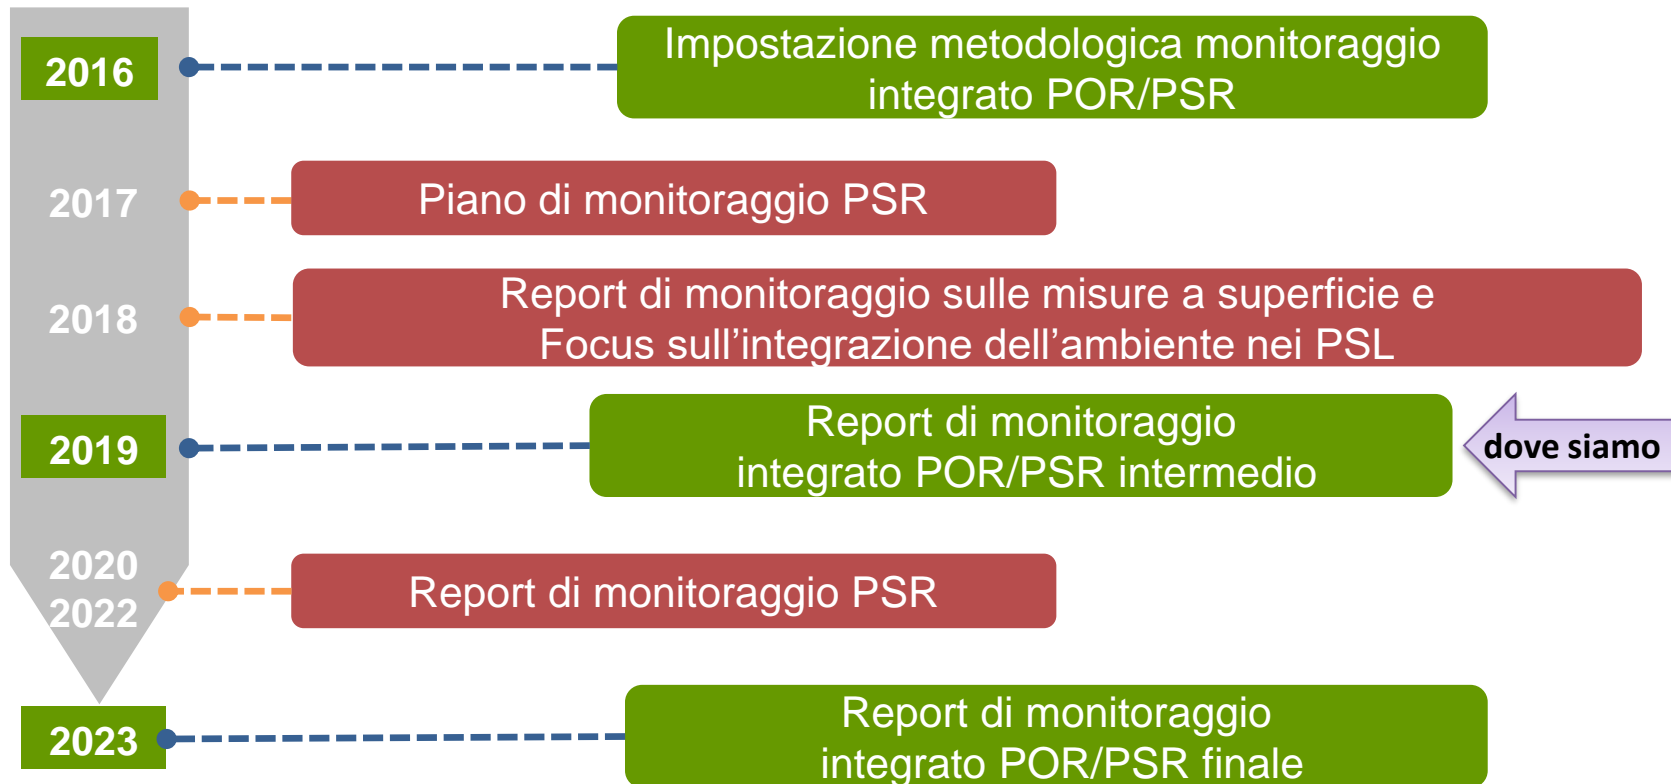 2016
Impostazione metodologica monitoraggio
integrato POR/PSR
2017
Piano di monitoraggio PSR
2018
Report di monitoraggio sulle misure a superficie e
Focus sull’integrazione dell’ambiente nei PSL
2019
Report di monitoraggio
integrato POR/PSR intermedio
dove siamo
2020
2022
Report di monitoraggio PSR
2023
Report di monitoraggio
integrato POR/PSR finale